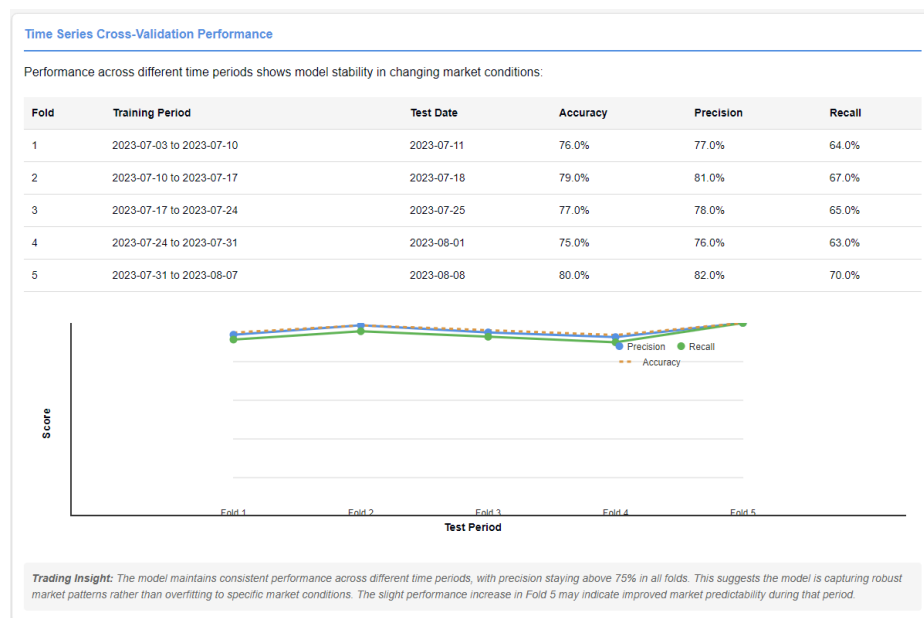 Time Series Cross-Validation Performance
Performance across different time periods shows model stability in changing market conditions:
Fold Training Period Test Date Accuracy Precision Recall
1 2023-07-03 to 2023-07-10 2023-07-11 76.0% 77.0% 64.0%
2 2023-07-10 to 2023-07-17 2023-07-18 79.0% 81.0% 67.0%
3 2023-07-17 to 2023-07-24 2023-07-25 77.0% 78.0% 65.0%
4 2023-07-24 to 2023-07-31 2023-08-01 75.0% 76.0% 63.0%
5 2023-07-31 to 2023-08-07 2023-08-08 80.0% 82.0% 70.0%
Precision Recall
Accuracy
Score
Fold 1 Fold 2 Fold 3 Fold 4 Fold 5
Test Period
Trading Insight: The model maintains consistent performance across different time periods, with precision staying above 75% in all folds. This suggests the model is capturing robust
market patterns rather than overfitting to specific market conditions. The slight performance increase in Fold 5 may indicate improved market predictability during that period.